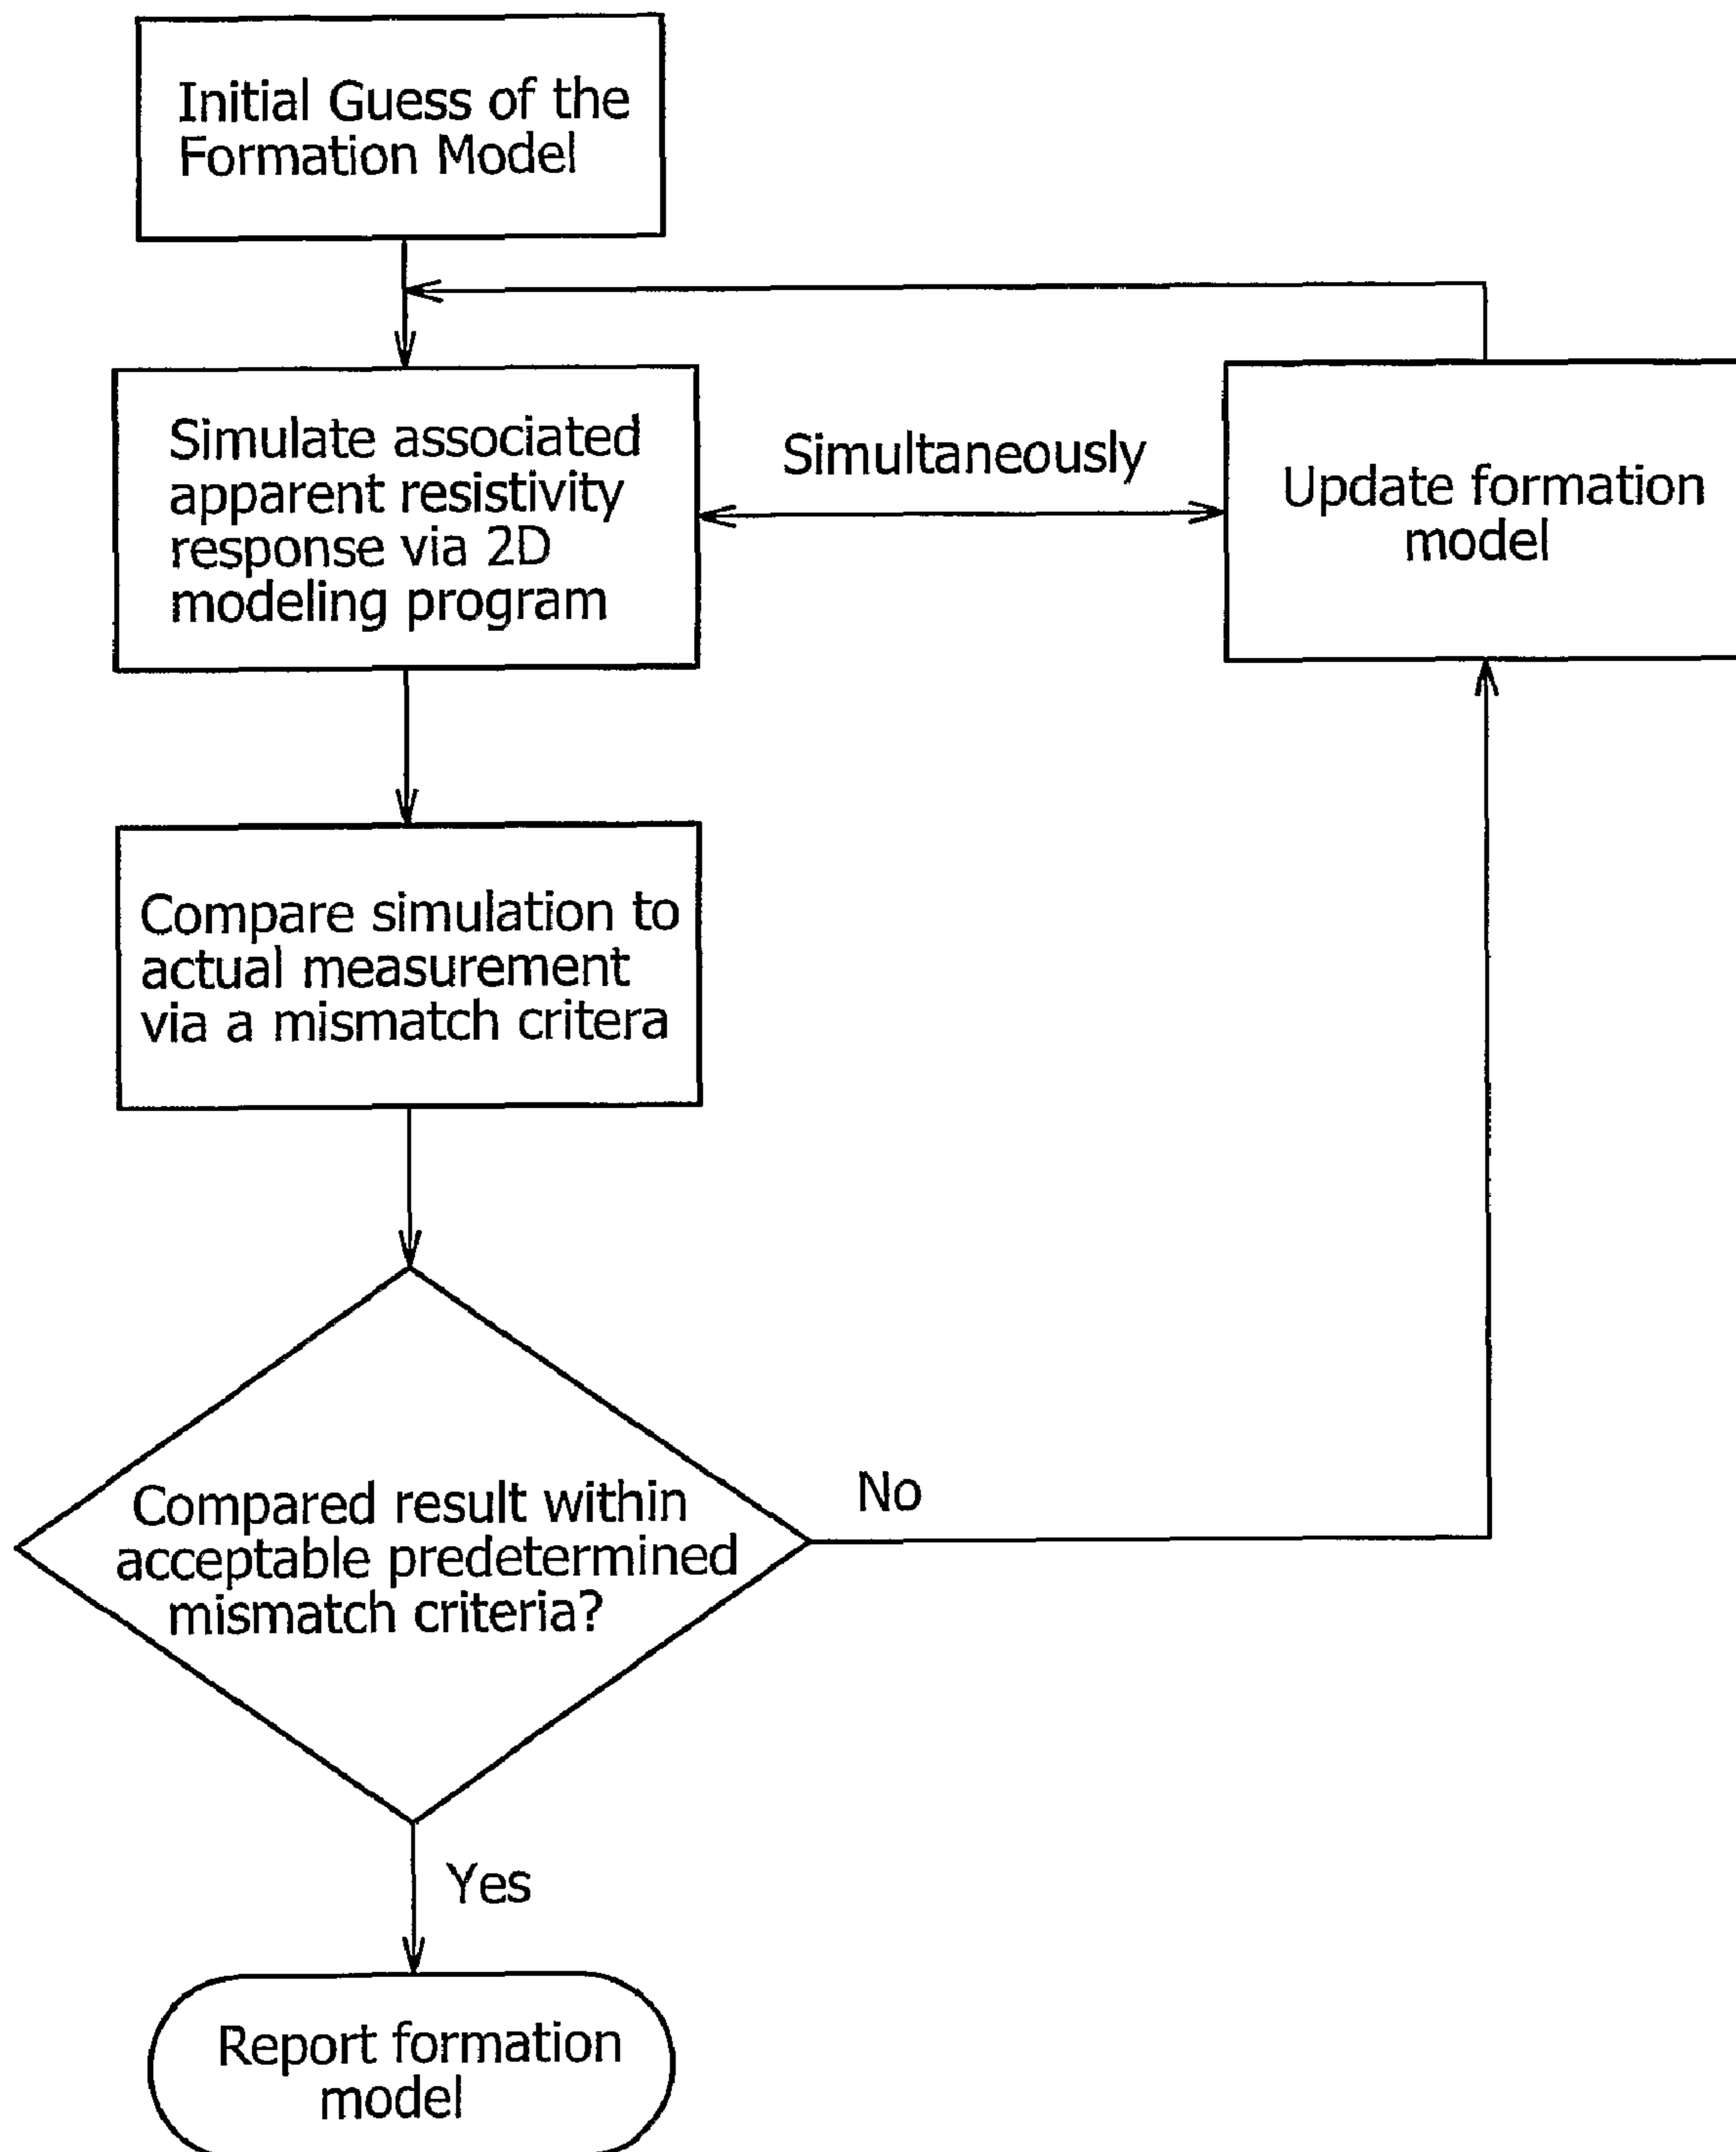 Initial Guess of the
Formation Model
Simulate associated
apparent resistivity
response via 2D
modeling program
Simultaneously
Update formation
model
Compare simulation to
actual measurement
via a mismatch critera
Compared result within
acceptable predetermined
mismatch criteria?
No
Yes
Report formation
model